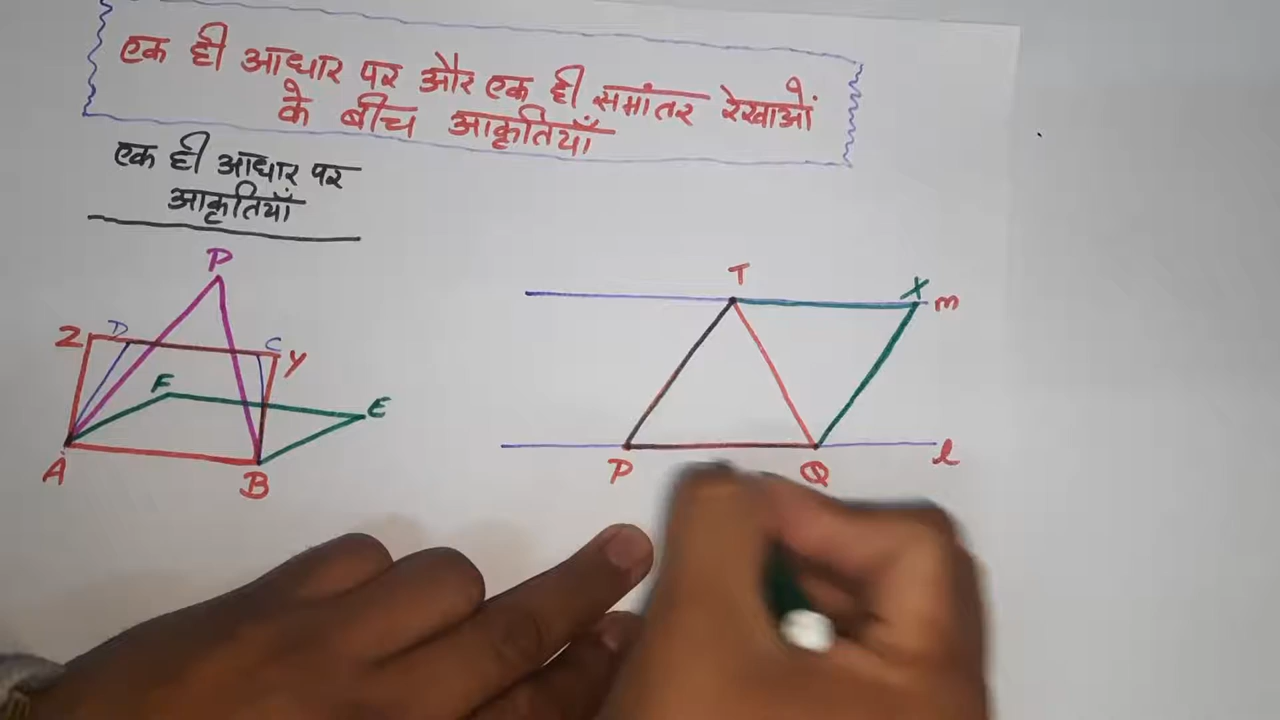 एक ही आधार पर और एक ही समांतर रेखाओं
के बीच आकृतियाँ
एक ही आधार पर
आकृतियाँ
P
Z D C Y
F E
A B
T X m
P Q l